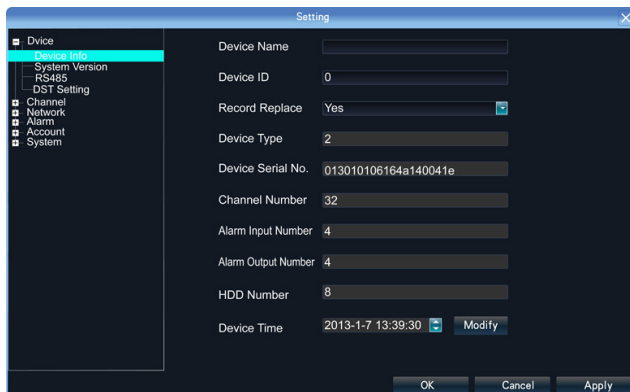 Setting
Dvice
Device Info
System Version
RS485
DST Setting
Channel
Network
Alarm
Account
System
Device Name
Device ID 0
Record Replace Yes
Device Type 2
Device Serial No. 013010106164a140041e
Channel Number 32
Alarm Input Number 4
Alarm Output Number 4
HDD Number 8
Device Time 2013-1-7 13:39:30 Modify
OK Cancel Apply